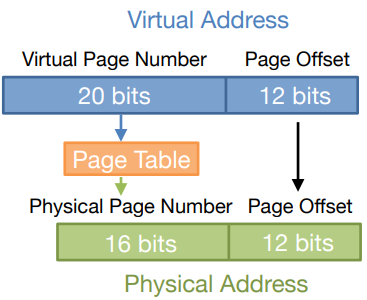 Virtual Address
Virtual Page Number Page Offset
20 bits 12 bits
Page Table
Physical Page Number Page Offset
16 bits 12 bits
Physical Address